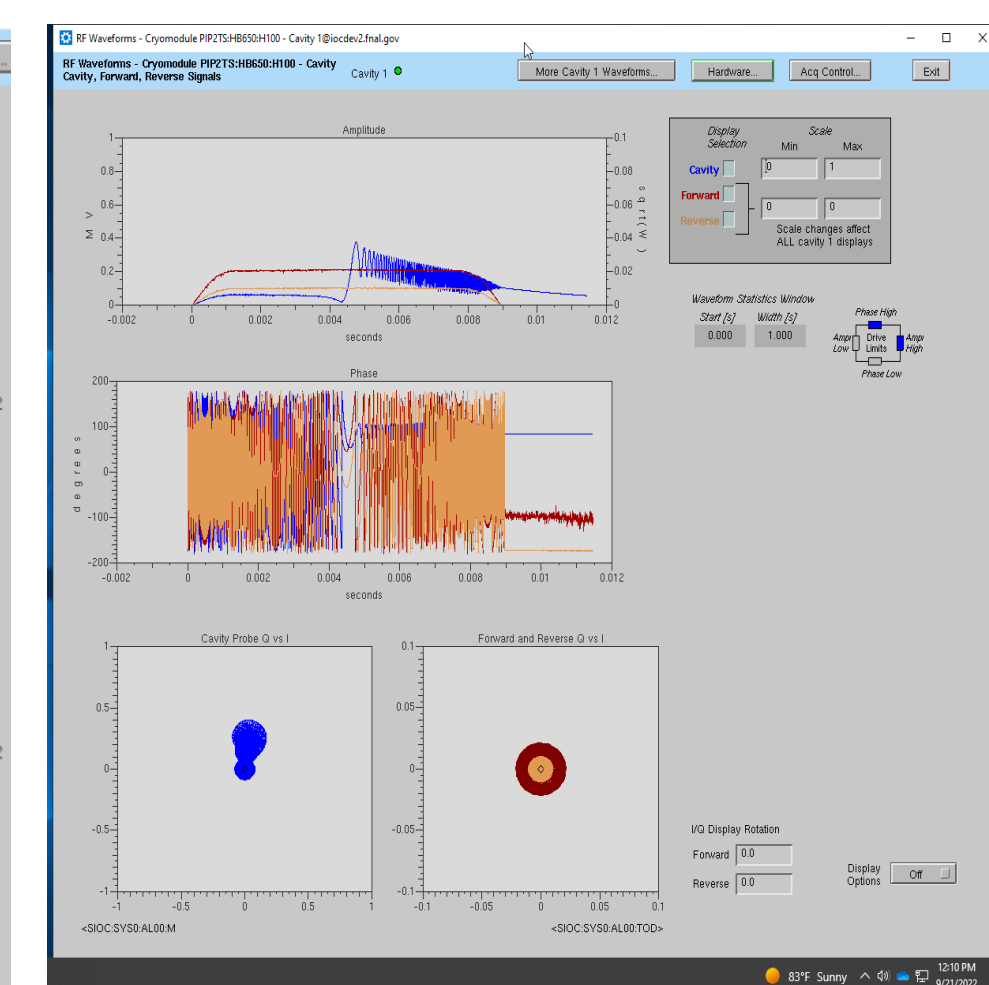 RF Waveforms - Cryomodule PIP2TS:HB650:H100 - Cavity 1@iocdev2.fnal.gov
RF Waveforms - Cryomodule PIP2TS:HB650:H100 - Cavity
Cavity, Forward, Reverse Signals
Cavity 1
More Cavity 1 Waveforms...
Hardware...
Acq Control...
Exit
Amplitude
1
0.8
0.6
0.4
0.2
0
MV
0.1
0.08
0.06
0.04
0.02
0
sqrt(W)
-0.002 0 0.002 0.004 0.006 0.008 0.01 0.012
seconds
Display Selection
Scale
Min Max
Cavity 0 1
Forward
Reverse
0 0
Scale changes affect
ALL cavity 1 displays
Waveform Statistics Window
Start [s] Width [s]
0.000 1.000
Phase High
Ampl Low
Drive Limits
Ampl High
Phase Low
Phase
200
100
0
-100
-200
degrees
-0.002 0 0.002 0.004 0.006 0.008 0.01 0.012
seconds
Cavity Probe Q vs I
1
0.5
0
-0.5
-1
-1 -0.5 0 0.5 1
Forward and Reverse Q vs I
0.1
0.05
0
-0.05
-0.1
-0.1 -0.05 0 0.05 0.1
I/Q Display Rotation
Forward 0.0
Reverse 0.0
Display Options
Off
<SIOC:SYS0:AL00:M
<SIOC:SYS0:AL00:TOD>
83°F Sunny
12:10 PM
9/21/2022